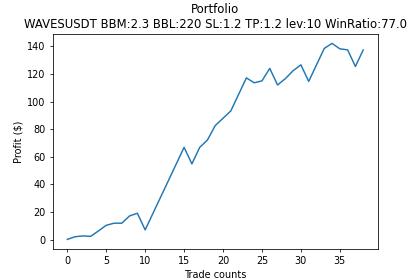 Portfolio
WAVESUSDT BBM:2.3 BBL:220 SL:1.2 TP:1.2 lev:10 WinRatio:77.0
140
120
100
80
60
40
20
0
Profit ($)
0 5 10 15 20 25 30 35
Trade counts